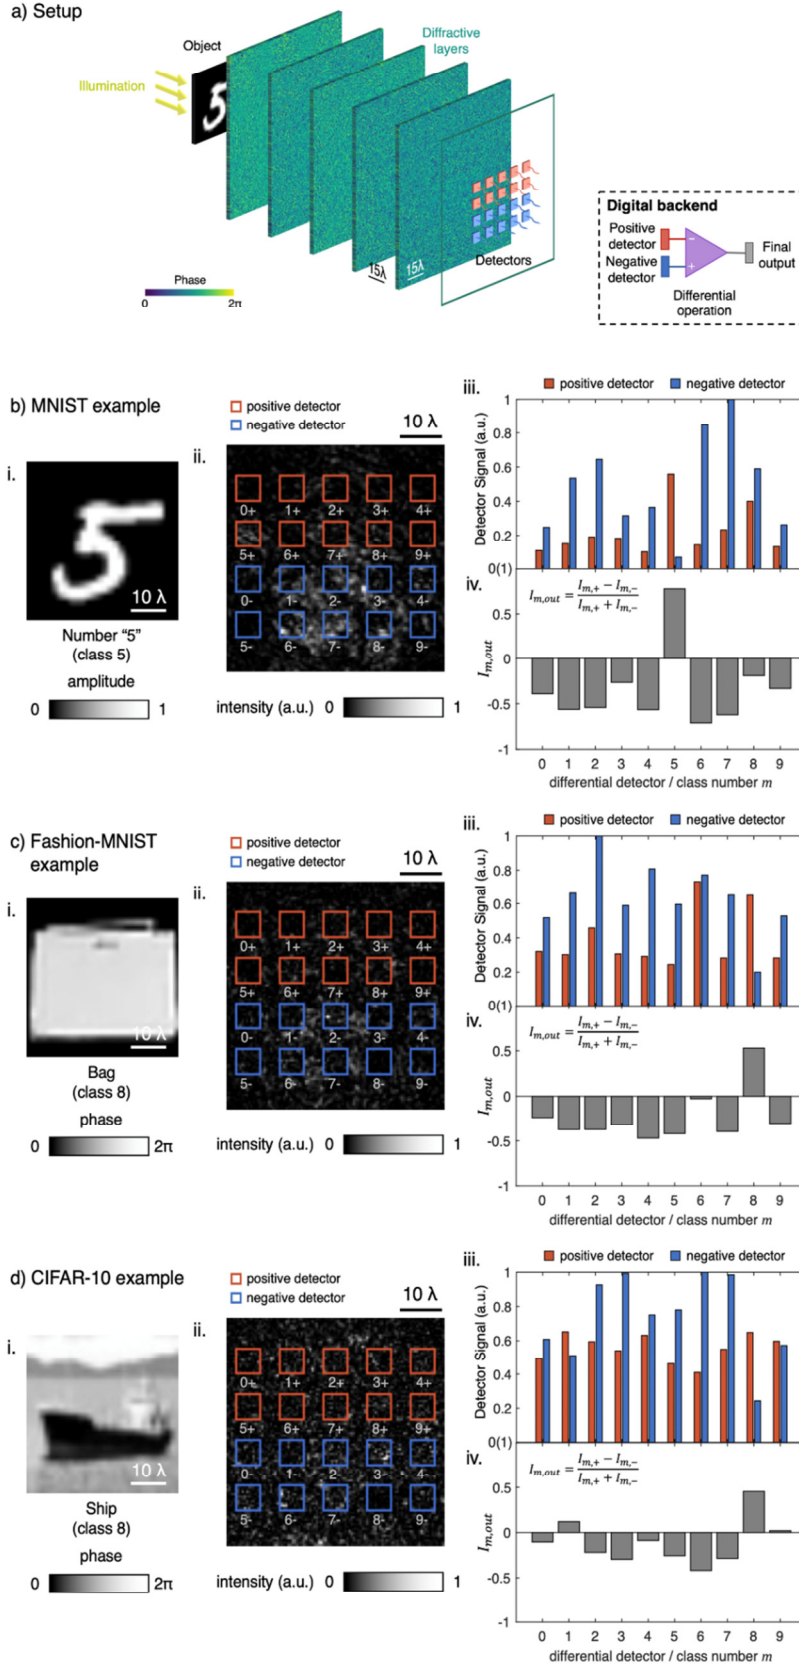 a) Setup
Object
Diffractive
layers
Illumination
5
Phase
0
2π
15λ
15λ
Detectors
Digital backend
Positive
detector
Negative
detector
−
+
Final
output
Differential
operation
b) MNIST example
positive detector
negative detector
10 λ
i.
5
10 λ
Number “5”
(class 5)
amplitude
0
1
ii.
0+ 1+ 2+ 3+ 4+
5+ 6+ 7+ 8+ 9+
0- 1- 2- 3- 4-
5- 6- 7- 8- 9-
intensity (a.u.) 0 1
iii.
positive detector negative detector
Detector Signal (a.u.)
1
0.8
0.6
0.4
0.2
0(1)
iv.
I_{m,out} = (I_{m,+} − I_{m,−}) / (I_{m,+} + I_{m,−})
I_{m,out}
0.5
0
-0.5
-1
0 1 2 3 4 5 6 7 8 9
differential detector / class number m
c) Fashion-MNIST
example
positive detector
negative detector
10 λ
i.
10 λ
Bag
(class 8)
phase
0
2π
ii.
0+ 1+ 2+ 3+ 4+
5+ 6+ 7+ 8+ 9+
0- 1- 2- 3- 4-
5- 6- 7- 8- 9-
intensity (a.u.) 0 1
iii.
positive detector negative detector
Detector Signal (a.u.)
1
0.8
0.6
0.4
0.2
0(1)
iv.
I_{m,out} = (I_{m,+} − I_{m,−}) / (I_{m,+} + I_{m,−})
I_{m,out}
0.5
0
-0.5
-1
0 1 2 3 4 5 6 7 8 9
differential detector / class number m
d) CIFAR-10 example
positive detector
negative detector
10 λ
i.
10 λ
Ship
(class 8)
phase
0
2π
ii.
0+ 1+ 2+ 3+ 4+
5+ 6+ 7+ 8+ 9+
0- 1- 2- 3- 4-
5- 6- 7- 8- 9-
intensity (a.u.) 0 1
iii.
positive detector negative detector
Detector Signal (a.u.)
1
0.8
0.6
0.4
0.2
0(1)
iv.
I_{m,out} = (I_{m,+} − I_{m,−}) / (I_{m,+} + I_{m,−})
I_{m,out}
0.5
0
-0.5
-1
0 1 2 3 4 5 6 7 8 9
differential detector / class number m